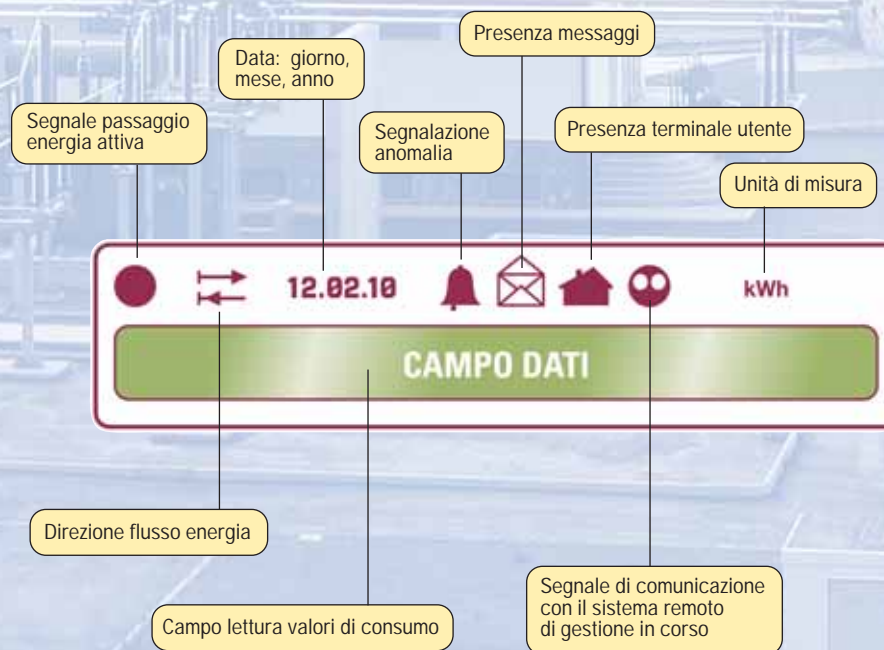 Presenza messaggi
Data: giorno,
mese, anno
Segnale passaggio
energia attiva
Segnalazione
anomalia
Presenza terminale utente
Unità di misura
12.02.10
kWh
CAMPO DATI
Direzione flusso energia
Campo lettura valori di consumo
Segnale di comunicazione
con il sistema remoto
di gestione in corso